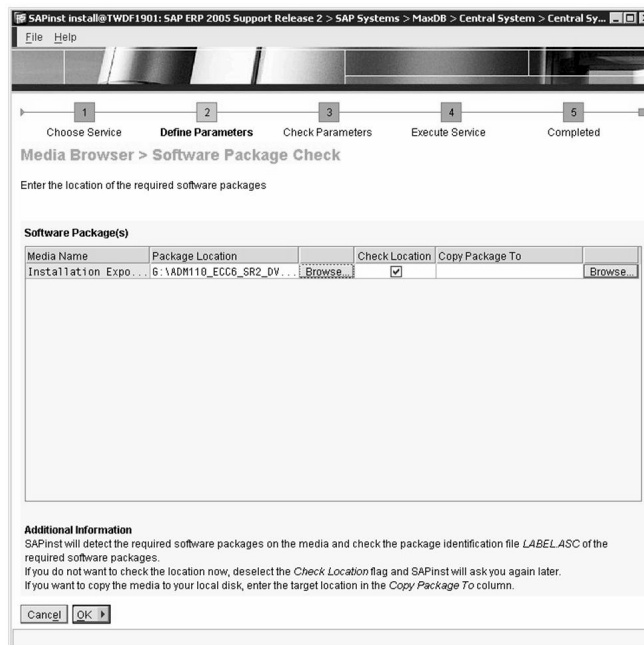 SAPinst install@TWDF1901: SAP ERP 2005 Support Release 2 > SAP Systems > MaxDB > Central System > Central Sy...
File Help
1 2 3 4 5
Choose Service Define Parameters Check Parameters Execute Service Completed
Media Browser > Software Package Check
Enter the location of the required software packages
Software Package(s)
Media Name Package Location Check Location Copy Package To
Installation Expo... G:\ADM110_ECC6_SR2_DV... Browse... Browse...
Additional Information
SAPinst will detect the required software packages on the media and check the package identification file LABEL.ASC of the
required software packages.
If you do not want to check the location now, deselect the Check Location flag and SAPinst will ask you again later.
If you want to copy the media to your local disk, enter the target location in the Copy Package To column.
Cancel OK